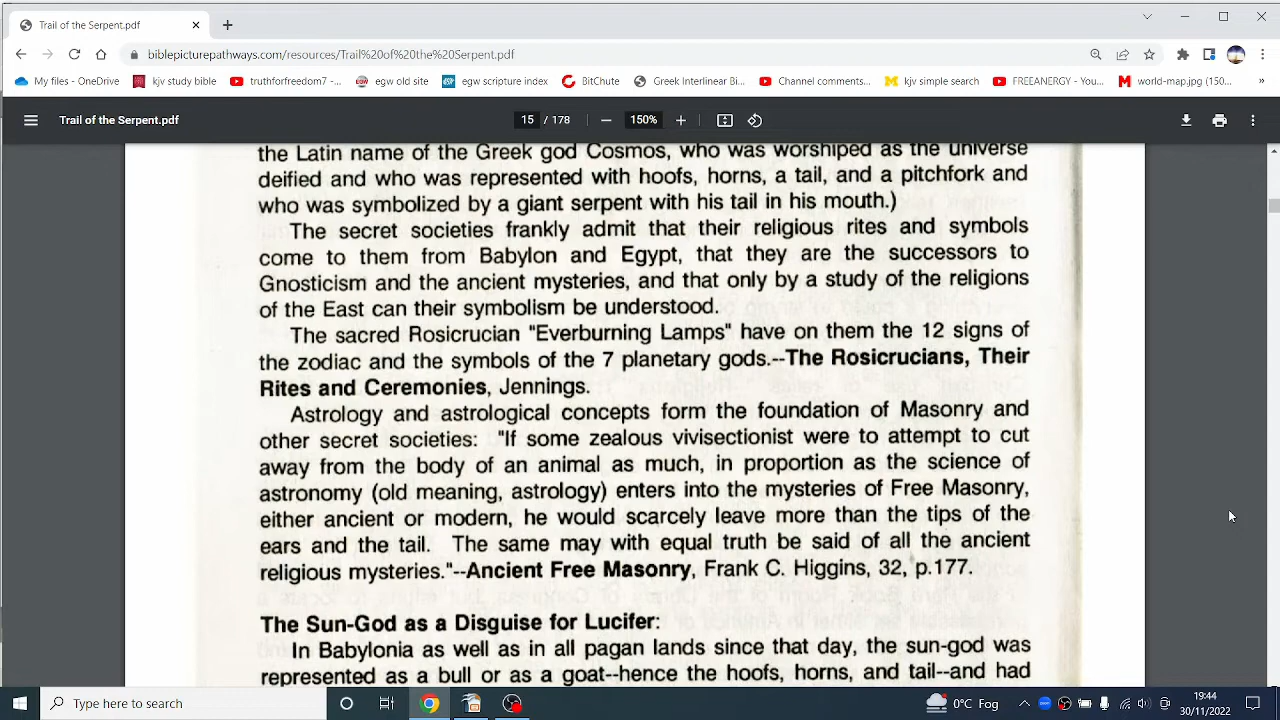 Trail of the Serpent.pdf
biblepicturepathways.com/resources/Trail%20of%20the%20Serpent.pdf
My files - OneDrive
kjv study bible
truthforfreedom7 -...
egw old site
egw scripture index
BitChute
Greek Interlinear Bi...
Channel comments...
kjv simple search
FREEANERGY - You...
world-map.jpg (150...
Trail of the Serpent.pdf
15 / 178
150%
the Latin name of the Greek god Cosmos, who was worshiped as the universe
deified and who was represented with hoofs, horns, a tail, and a pitchfork and
who was symbolized by a giant serpent with his tail in his mouth.)
The secret societies frankly admit that their religious rites and symbols
come to them from Babylon and Egypt, that they are the successors to
Gnosticism and the ancient mysteries, and that only by a study of the religions
of the East can their symbolism be understood.
The sacred Rosicrucian "Everburning Lamps" have on them the 12 signs of
the zodiac and the symbols of the 7 planetary gods.--The Rosicrucians, Their
Rites and Ceremonies, Jennings.
Astrology and astrological concepts form the foundation of Masonry and
other secret societies: "If some zealous vivisectionist were to attempt to cut
away from the body of an animal as much, in proportion as the science of
astronomy (old meaning, astrology) enters into the mysteries of Free Masonry,
either ancient or modern, he would scarcely leave more than the tips of the
ears and the tail. The same may with equal truth be said of all the ancient
religious mysteries."--Ancient Free Masonry, Frank C. Higgins, 32, p.177.
The Sun-God as a Disguise for Lucifer:
In Babylonia as well as in all pagan lands since that day, the sun-god was
represented as a bull or as a goat--hence the hoofs, horns, and tail--and had
Type here to search
0°C Fog
19:44
30/11/2022